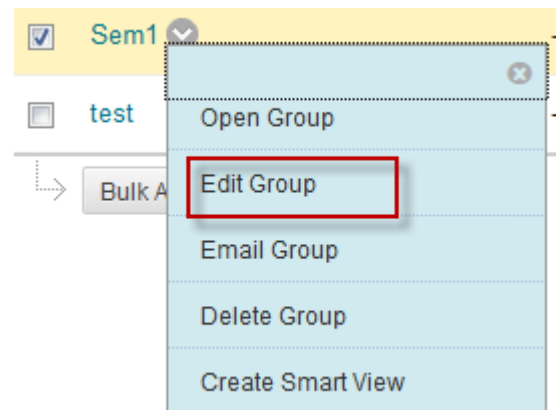 Sem1
test
Open Group
Bulk A
Edit Group
Email Group
Delete Group
Create Smart View